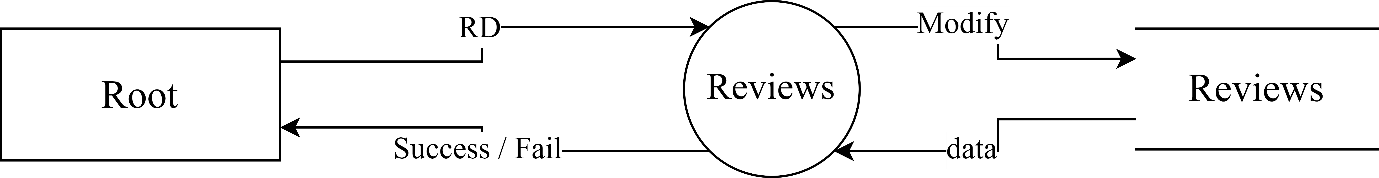 RD
Modify
Root
Reviews
Reviews
Success / Fail
data